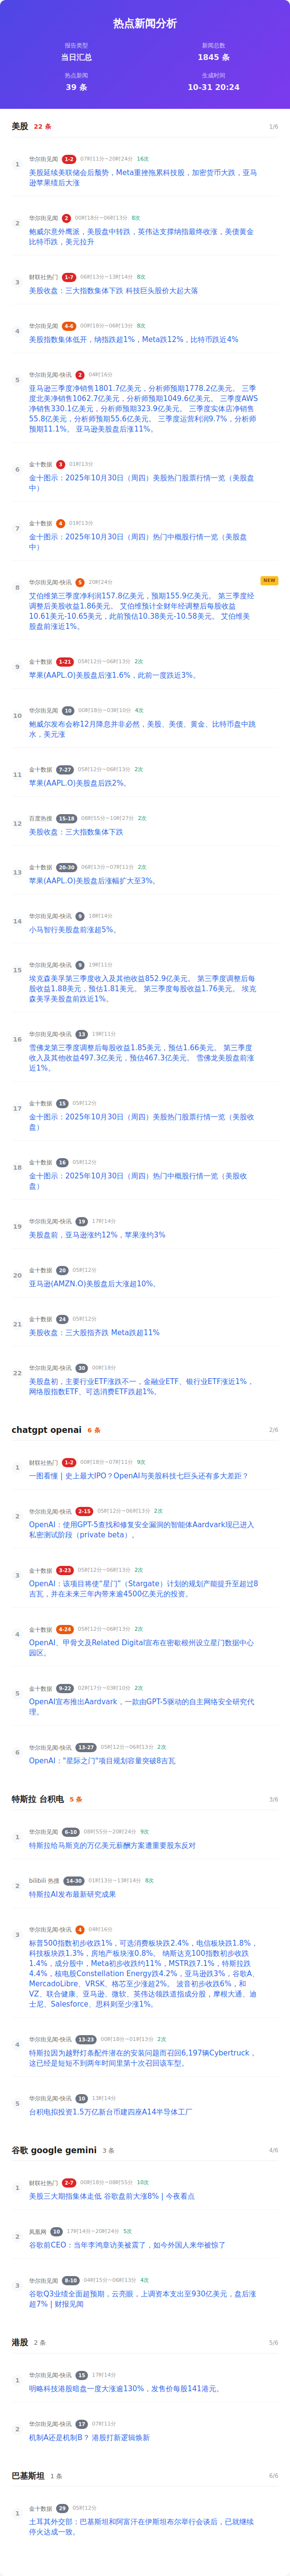 热点新闻分析
报告类型
新闻总数
当日汇总
1845 条
热点新闻
生成时间
39 条
10-31 20:24
美股 22 条 1/6
1
华尔街见闻 1-2 07时11分~20时24分 16次
美股延续美联储会后颓势，Meta重挫拖累科技股，加密货币大跌，亚马
逊苹果绩后大涨
2
华尔街见闻 2 00时18分~06时13分 8次
鲍威尔意外鹰派，美股盘中转跌，英伟达支撑纳指最终收涨，美债黄金
比特币跌，美元拉升
3
财联社热门 1-7 06时13分~13时14分 8次
美股收盘：三大指数集体下跌 科技巨头股价大起大落
4
华尔街见闻 4-6 00时18分~06时13分 8次
美股指数集体低开，纳指跌超1%，Meta跌12%，比特币跌近4%
5
华尔街见闻-快讯 2 04时16分
亚马逊三季度净销售1801.7亿美元，分析师预期1778.2亿美元。 三季
度北美净销售1062.7亿美元，分析师预期1049.6亿美元。 三季度AWS
净销售330.1亿美元，分析师预期323.9亿美元。 三季度实体店净销售
55.8亿美元，分析师预期55.6亿美元。 三季度运营利润9.7%，分析师
预期11.1%。 亚马逊美股盘后涨11%。
6
金十数据 3 01时13分
金十图示：2025年10月30日（周四）美股热门股票行情一览（美股盘
中）
7
金十数据 4 01时13分
金十图示：2025年10月30日（周四）热门中概股行情一览（美股盘
中）
NEW
8
华尔街见闻-快讯 5 20时24分
艾伯维第三季度净利润157.8亿美元，预期155.9亿美元。 第三季度经
调整后美股收益1.86美元。 艾伯维预计全财年经调整后每股收益
10.61美元-10.65美元，此前预估10.38美元-10.58美元。 艾伯维美
股盘前涨近1%。
9
金十数据 1-21 05时12分~06时13分 2次
苹果(AAPL.O)美股盘后涨1.6%，此前一度跌近3%。
10
华尔街见闻 10 00时18分~03时10分 4次
鲍威尔发布会称12月降息并非必然，美股、美债、黄金、比特币盘中跳
水，美元涨
11
金十数据 7-27 05时12分~06时13分 2次
苹果(AAPL.O)美股盘后跌2%。
12
百度热搜 15-18 08时55分~10时27分 2次
美股收盘：三大指数集体下跌
13
金十数据 20-30 06时13分~07时11分 2次
苹果(AAPL.O)美股盘后涨幅扩大至3%。
14
华尔街见闻-快讯 9 18时14分
小马智行美股盘前涨超5%。
15
华尔街见闻-快讯 9 19时11分
埃克森美孚第三季度收入及其他收益852.9亿美元。 第三季度调整后每
股收益1.88美元，预估1.81美元。 第三季度每股收益1.76美元。 埃克
森美孚美股盘前跌近1%。
16
华尔街见闻-快讯 13 19时11分
雪佛龙第三季度调整后每股收益1.85美元，预估1.66美元。 第三季度
收入及其他收益497.3亿美元，预估467.3亿美元。 雪佛龙美股盘前涨
近1%。
17
金十数据 15 05时12分
金十图示：2025年10月30日（周四）美股热门股票行情一览（美股收
盘）
18
金十数据 16 05时12分
金十图示：2025年10月30日（周四）热门中概股行情一览（美股收
盘）
19
华尔街见闻-快讯 19 17时14分
美股盘前，亚马逊涨约12%，苹果涨约3%
20
金十数据 20 05时12分
亚马逊(AMZN.O)美股盘后大涨超10%。
21
金十数据 24 05时12分
美股收盘：三大股指齐跌 Meta跌超11%
22
华尔街见闻-快讯 30 00时18分
美股盘初，主要行业ETF涨跌不一，金融业ETF、银行业ETF涨近1%，
网络股指数ETF、可选消费ETF跌超1%。
chatgpt openai 6 条 2/6
1
财联社热门 1-2 00时18分~07时11分 9次
一图看懂 | 史上最大IPO？OpenAI与美股科技七巨头还有多大差距？
2
华尔街见闻-快讯 2-15 05时12分~06时13分 2次
OpenAI：使用GPT-5查找和修复安全漏洞的智能体Aardvark现已进入
私密测试阶段（private beta）。
3
金十数据 3-23 05时12分~06时13分 2次
OpenAI：该项目将使“星门”（Stargate）计划的规划产能提升至超过8
吉瓦，并在未来三年内带来逾4500亿美元的投资。
4
金十数据 4-24 05时12分~06时13分 2次
OpenAI、甲骨文及Related Digital宣布在密歇根州设立星门数据中心
园区。
5
金十数据 9-22 02时17分~03时10分 2次
OpenAI宣布推出Aardvark，一款由GPT-5驱动的自主网络安全研究代
理。
6
华尔街见闻-快讯 13-27 05时12分~06时13分 2次
OpenAI：“星际之门”项目规划容量突破8吉瓦
特斯拉 台积电 5 条 3/6
1
华尔街见闻 6-10 08时55分~20时24分 9次
特斯拉给马斯克的万亿美元薪酬方案遭重要股东反对
2
bilibili 热搜 14-30 01时13分~13时14分 8次
特斯拉AI发布最新研究成果
3
华尔街见闻-快讯 4 04时16分
标普500指数初步收跌1%，可选消费板块跌2.4%，电信板块跌1.8%，
科技板块跌1.3%，房地产板块涨0.8%。 纳斯达克100指数初步收跌
1.4%，成分股中，Meta初步收跌约11%，MSTR跌7.1%，特斯拉跌
4.4%，核电股Constellation Energy跌4.2%，亚马逊跌3%，谷歌A、
MercadoLibre、VRSK、格芯至少涨超2%。 波音初步收跌6%，和
VZ、联合健康、亚马逊、微软、英伟达领跌道指成分股，摩根大通、迪
士尼、Salesforce、思科则至少涨1%。
4
华尔街见闻-快讯 13-23 00时18分~01时13分 2次
特斯拉因为越野灯条配件潜在的安装问题而召回6,197辆Cybertruck，
这已经是短短不到两年时间里第十次召回该车型。
5
华尔街见闻-快讯 10 13时14分
台积电拟投资1.5万亿新台币建四座A14半导体工厂
谷歌 google gemini 3 条 4/6
1
财联社热门 2-7 00时18分~08时55分 10次
美股三大期指集体走低 谷歌盘前大涨8% | 今夜看点
2
凤凰网 10 17时14分~20时24分 5次
谷歌前CEO：当年李鸿章访美被震了，如今外国人来华被惊了
3
华尔街见闻 8-10 04时15分~06时13分 4次
谷歌Q3业绩全面超预期，云亮眼，上调资本支出至930亿美元，盘后涨
超7% | 财报见闻
港股 2 条 5/6
1
华尔街见闻-快讯 15 17时14分
明略科技港股暗盘一度大涨逾130%，发售价每股141港元。
2
华尔街见闻-快讯 17 07时11分
机制A还是机制B？ 港股打新逻辑焕新
巴基斯坦 1 条 6/6
1
金十数据 29 05时12分
土耳其外交部：巴基斯坦和阿富汗在伊斯坦布尔举行会谈后，已就继续
停火达成一致。